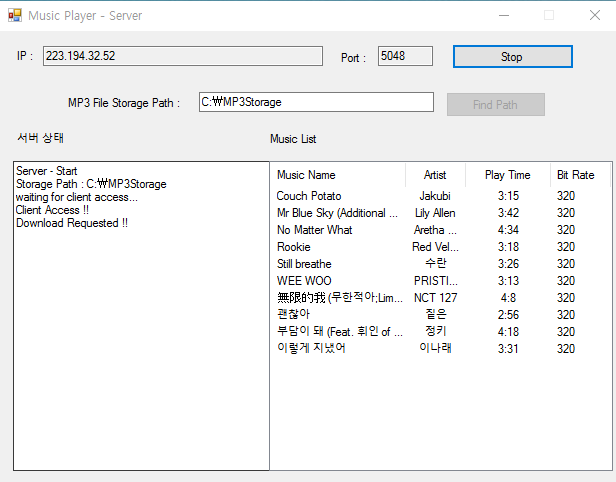 Music Player - Server
IP : 223.194.32.52 Port : 5048 Stop
MP3 File Storage Path : C:₩MP3Storage Find Path
서버 상태 Music List
Server - Start
Storage Path : C:₩MP3Storage
waiting for client access...
Client Access !!
Download Requested !!
Music Name Artist Play Time Bit Rate
Couch Potato Jakubi 3:15 320
Mr Blue Sky (Additional ... Lily Allen 3:42 320
No Matter What Aretha ... 4:34 320
Rookie Red Vel... 3:18 320
Still breathe 수란 3:26 320
WEE WOO PRISTI... 3:13 320
無限的我 (무한적아;Lim... NCT 127 4:8 320
괜찮아 짙은 2:56 320
부담이 돼 (Feat. 휘인 of ... 정키 4:18 320
이렇게 지냈어 이나래 3:31 320